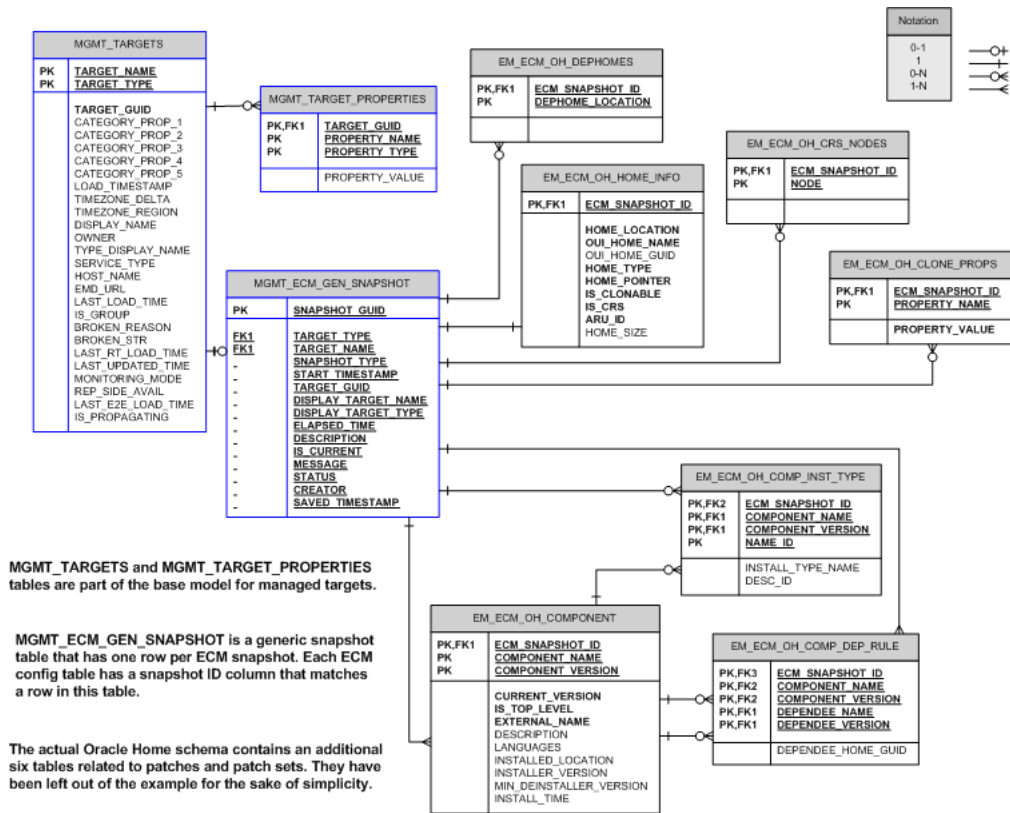 MGMT_TARGETS
PK TARGET_NAME
PK TARGET_TYPE
TARGET_GUID
CATEGORY_PROP_1
CATEGORY_PROP_2
CATEGORY_PROP_3
CATEGORY_PROP_4
CATEGORY_PROP_5
LOAD_TIMESTAMP
TIMEZONE_DELTA
TIMEZONE_REGION
DISPLAY_NAME
OWNER
TYPE_DISPLAY_NAME
SERVICE_TYPE
HOST_NAME
EMD_URL
LAST_LOAD_TIME
IS_GROUP
BROKEN_REASON
BROKEN_STR
LAST_RT_LOAD_TIME
LAST_UPDATED_TIME
MONITORING_MODE
REP_SIDE_AVAIL
LAST_E2E_LOAD_TIME
IS_PROPAGATING
MGMT_TARGET_PROPERTIES
PK,FK1 TARGET_GUID
PK PROPERTY_NAME
PK PROPERTY_TYPE
PROPERTY_VALUE
EM_ECM_OH_DEPHOMES
PK,FK1 ECM_SNAPSHOT_ID
PK DEPHOME_LOCATION
Notation
0-1
1
0-N
1-N
EM_ECM_OH_CRS_NODES
PK,FK1 ECM_SNAPSHOT_ID
PK NODE
EM_ECM_OH_HOME_INFO
PK,FK1 ECM_SNAPSHOT_ID
HOME_LOCATION
OUI_HOME_NAME
OUI_HOME_GUID
HOME_TYPE
HOME_POINTER
IS_CLONABLE
IS_CRS
ARU_ID
HOME_SIZE
EM_ECM_OH_CLONE_PROPS
PK,FK1 ECM_SNAPSHOT_ID
PK PROPERTY_NAME
PROPERTY_VALUE
MGMT_ECM_GEN_SNAPSHOT
PK SNAPSHOT_GUID
FK1 TARGET_TYPE
FK1 TARGET_NAME
- SNAPSHOT_TYPE
- START_TIMESTAMP
- TARGET_GUID
- DISPLAY_TARGET_NAME
- DISPLAY_TARGET_TYPE
- ELAPSED_TIME
- DESCRIPTION
- IS_CURRENT
- MESSAGE
- STATUS
- CREATOR
- SAVED_TIMESTAMP
EM_ECM_OH_COMP_INST_TYPE
PK,FK2 ECM_SNAPSHOT_ID
PK,FK1 COMPONENT_NAME
PK,FK1 COMPONENT_VERSION
PK NAME_ID
INSTALL_TYPE_NAME
DESC_ID
MGMT_TARGETS and MGMT_TARGET_PROPERTIES
tables are part of the base model for managed targets.
MGMT_ECM_GEN_SNAPSHOT is a generic snapshot
table that has one row per ECM snapshot. Each ECM
config table has a snapshot ID column that matches
a row in this table.
The actual Oracle Home schema contains an additional
six tables related to patches and patch sets. They have
been left out of the example for the sake of simplicity.
EM_ECM_OH_COMPONENT
PK,FK1 ECM_SNAPSHOT_ID
PK COMPONENT_NAME
PK COMPONENT_VERSION
CURRENT_VERSION
IS_TOP_LEVEL
EXTERNAL_NAME
DESCRIPTION
LANGUAGES
INSTALLED_LOCATION
INSTALLER_VERSION
MIN_DEINSTALLER_VERSION
INSTALL_TIME
EM_ECM_OH_COMP_DEP_RULE
PK,FK3 ECM_SNAPSHOT_ID
PK,FK2 COMPONENT_NAME
PK,FK2 COMPONENT_VERSION
PK,FK1 DEPENDEE_NAME
PK,FK1 DEPENDEE_VERSION
DEPENDEE_HOME_GUID